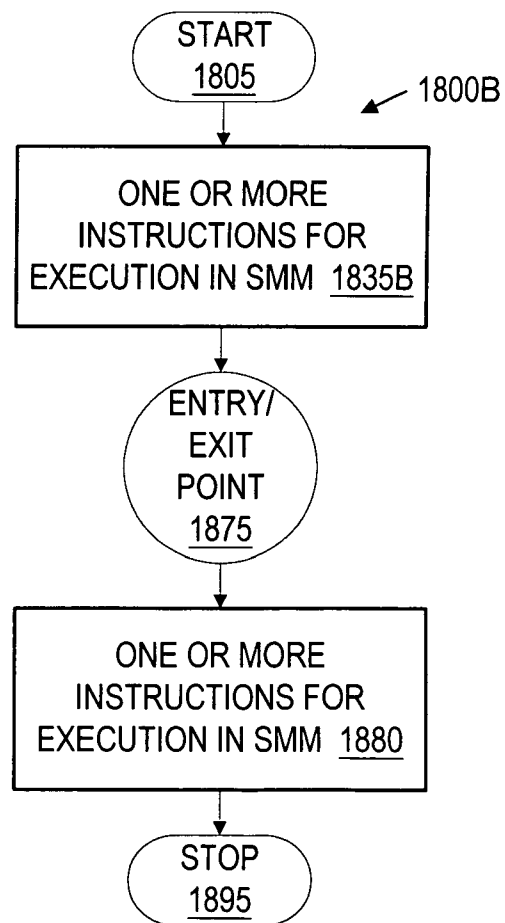 START
1805
1800B
ONE OR MORE
INSTRUCTIONS FOR
EXECUTION IN SMM 1835B
ENTRY/
EXIT
POINT
1875
ONE OR MORE
INSTRUCTIONS FOR
EXECUTION IN SMM 1880
STOP
1895